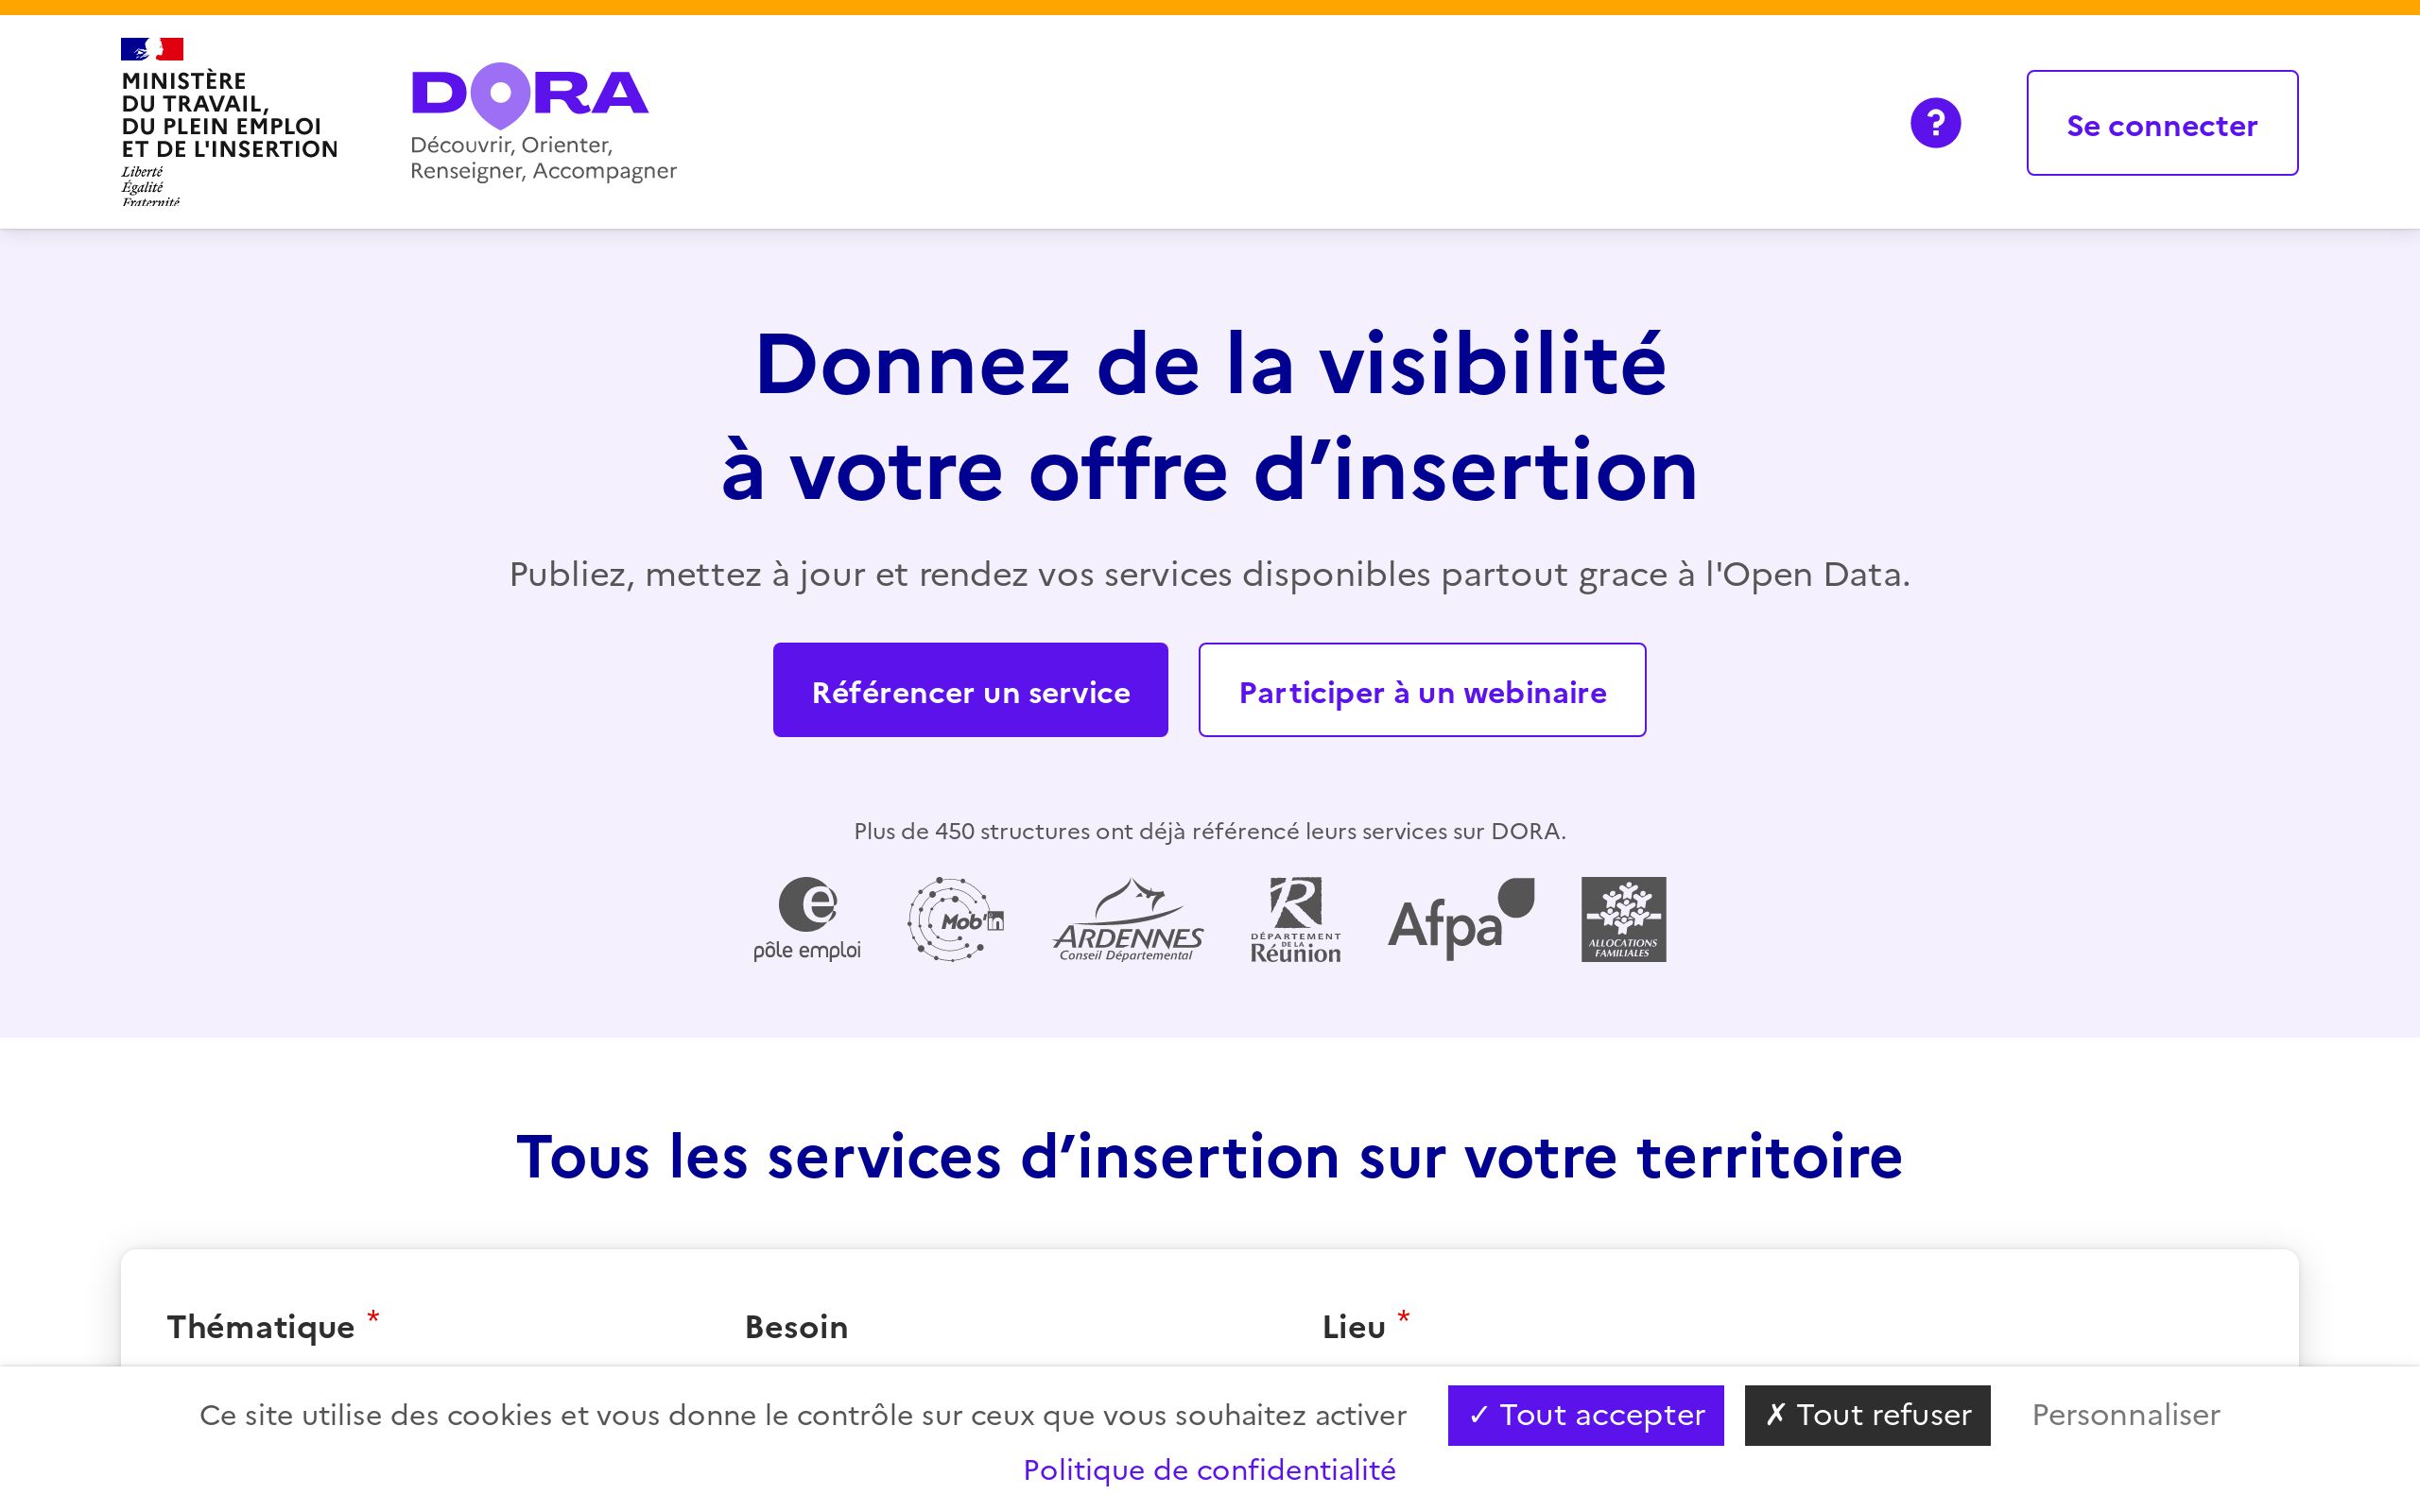 MINISTÈRE
DU TRAVAIL,
DU PLEIN EMPLOI
ET DE L'INSERTION
Liberté
Égalité
Fraternité
DORA
Découvrir, Orienter,
Renseigner, Accompagner
?
Se connecter
Donnez de la visibilité
à votre offre d’insertion
Publiez, mettez à jour et rendez vos services disponibles partout grace à l'Open Data.
Référencer un service
Participer à un webinaire
Plus de 450 structures ont déjà référencé leurs services sur DORA.
pôle emploi
Mob'in
ARDENNES
Conseil Départemental
DÉPARTEMENT
DE LA
Réunion
Afpa
ALLOCATIONS
FAMILIALES
Tous les services d’insertion sur votre territoire
Thématique *
Besoin
Lieu *
Ce site utilise des cookies et vous donne le contrôle sur ceux que vous souhaitez activer
✓ Tout accepter
✗ Tout refuser
Personnaliser
Politique de confidentialité